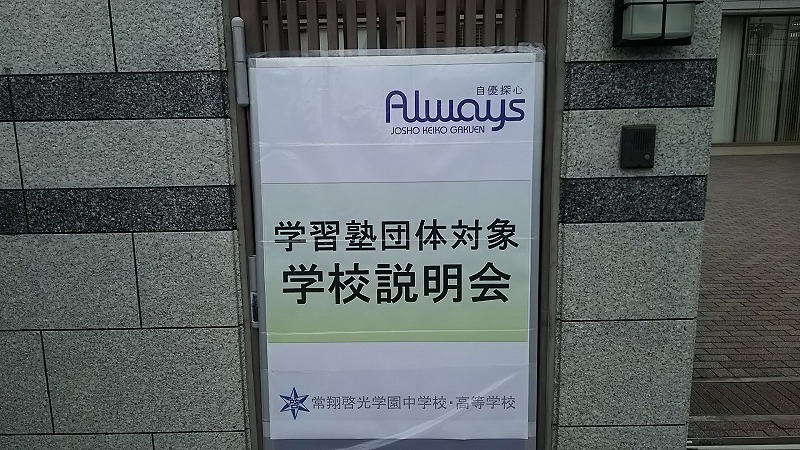 自優探心
Always
JOSHO KEIKO GAKUEN
学習塾団体対象
学校説明会
常翔啓光学園中学校・高等学校